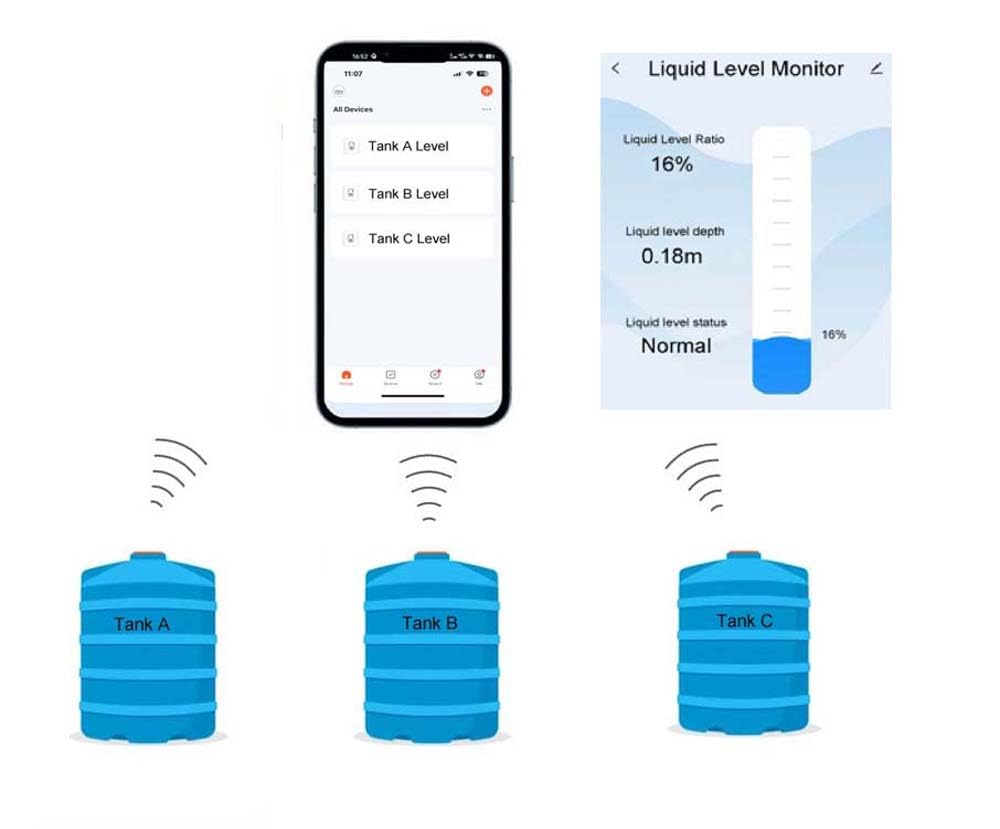 16:52
11:07
All Devices
Tank A Level
Tank B Level
Tank C Level
Liquid Level Monitor
Liquid Level Ratio
16%
Liquid level depth
0.18m
Liquid level status
Normal
16%
Tank A
Tank B
Tank C